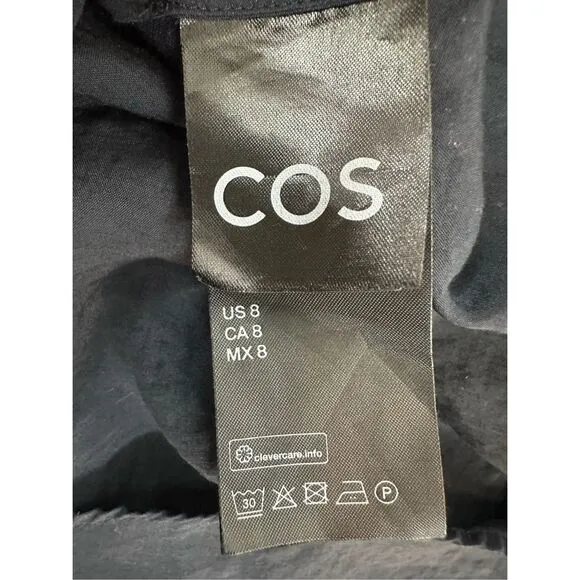 COS
US 8
CA 8
MX 8
clevercare.info
30
P